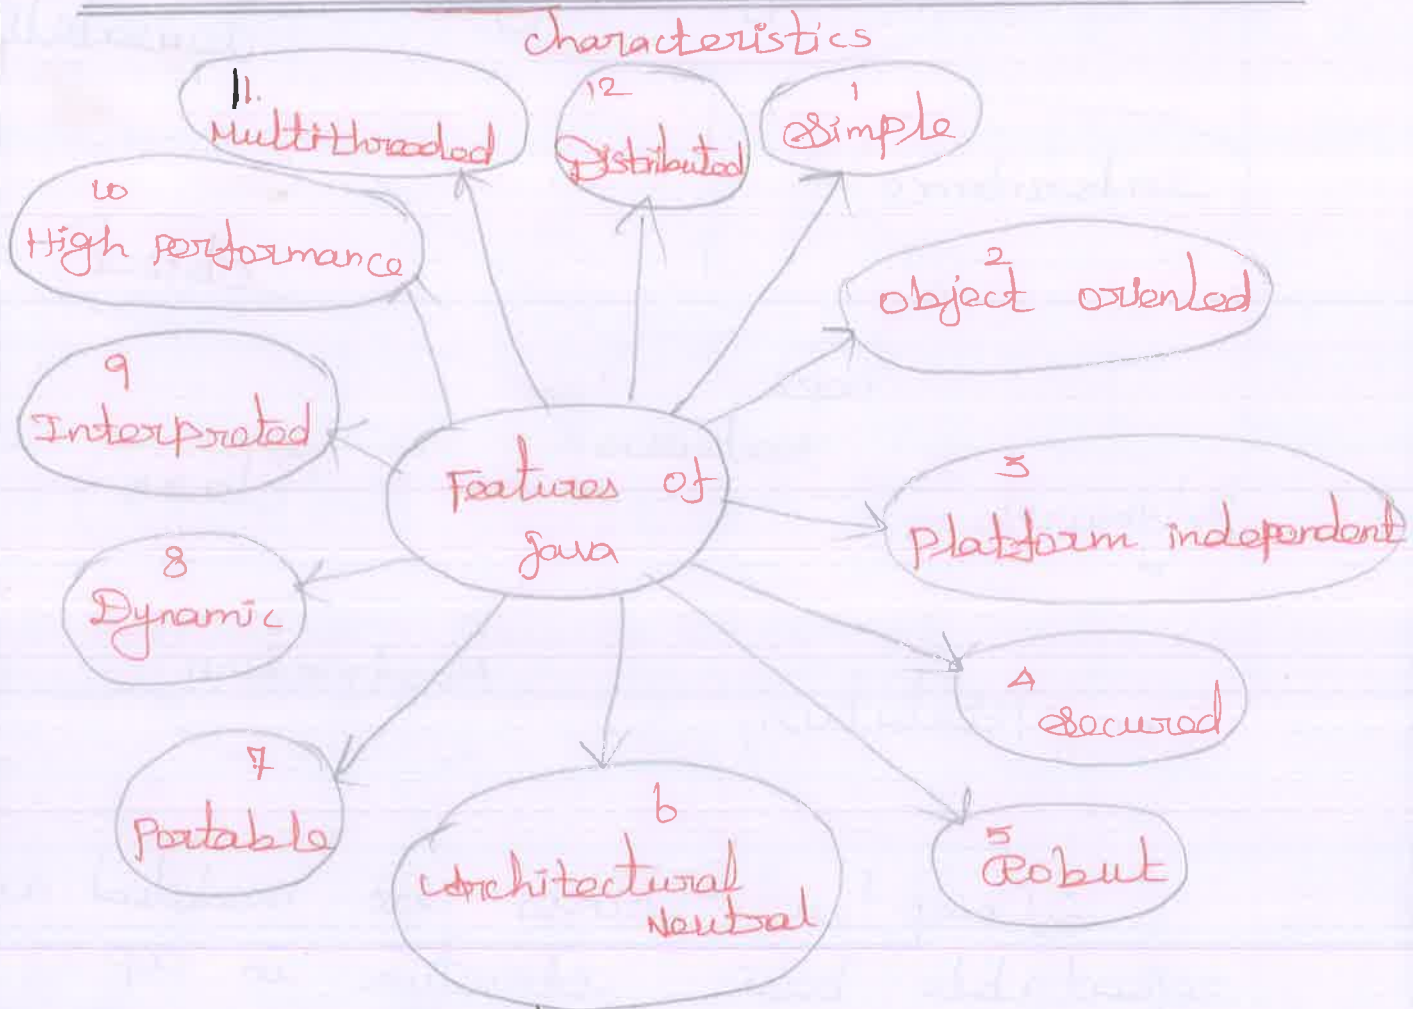 characteristics
11.
Multithreaded
12
Distributed
1
Simple
10
High performance
2
object oriented
9
Interpreted
Features of
java
3
Platform independent
8
Dynamic
4
Secured
7
Portable
6
Architectural
Neutral
5
Robut